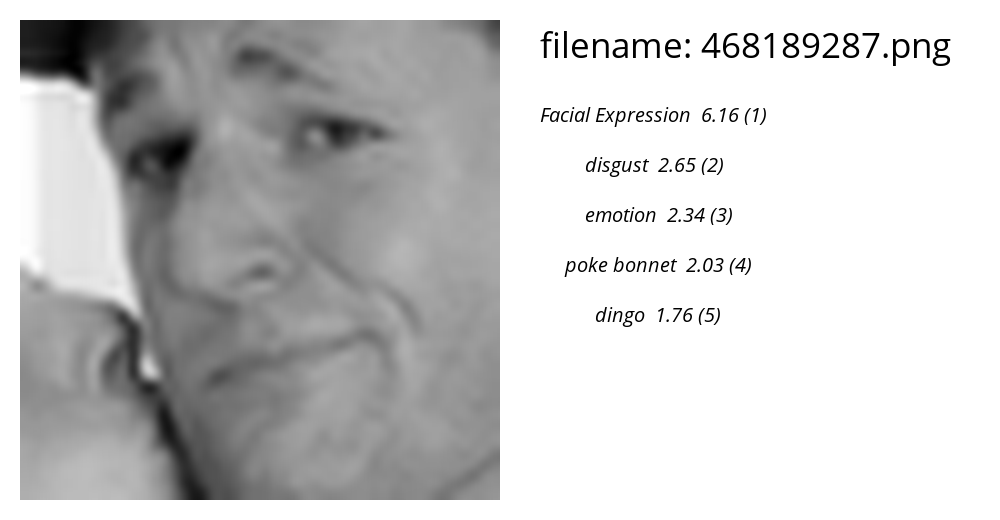 filename: 468189287.png
Facial Expression 6.16 (1)
disgust 2.65 (2)
emotion 2.34 (3)
poke bonnet 2.03 (4)
dingo 1.76 (5)